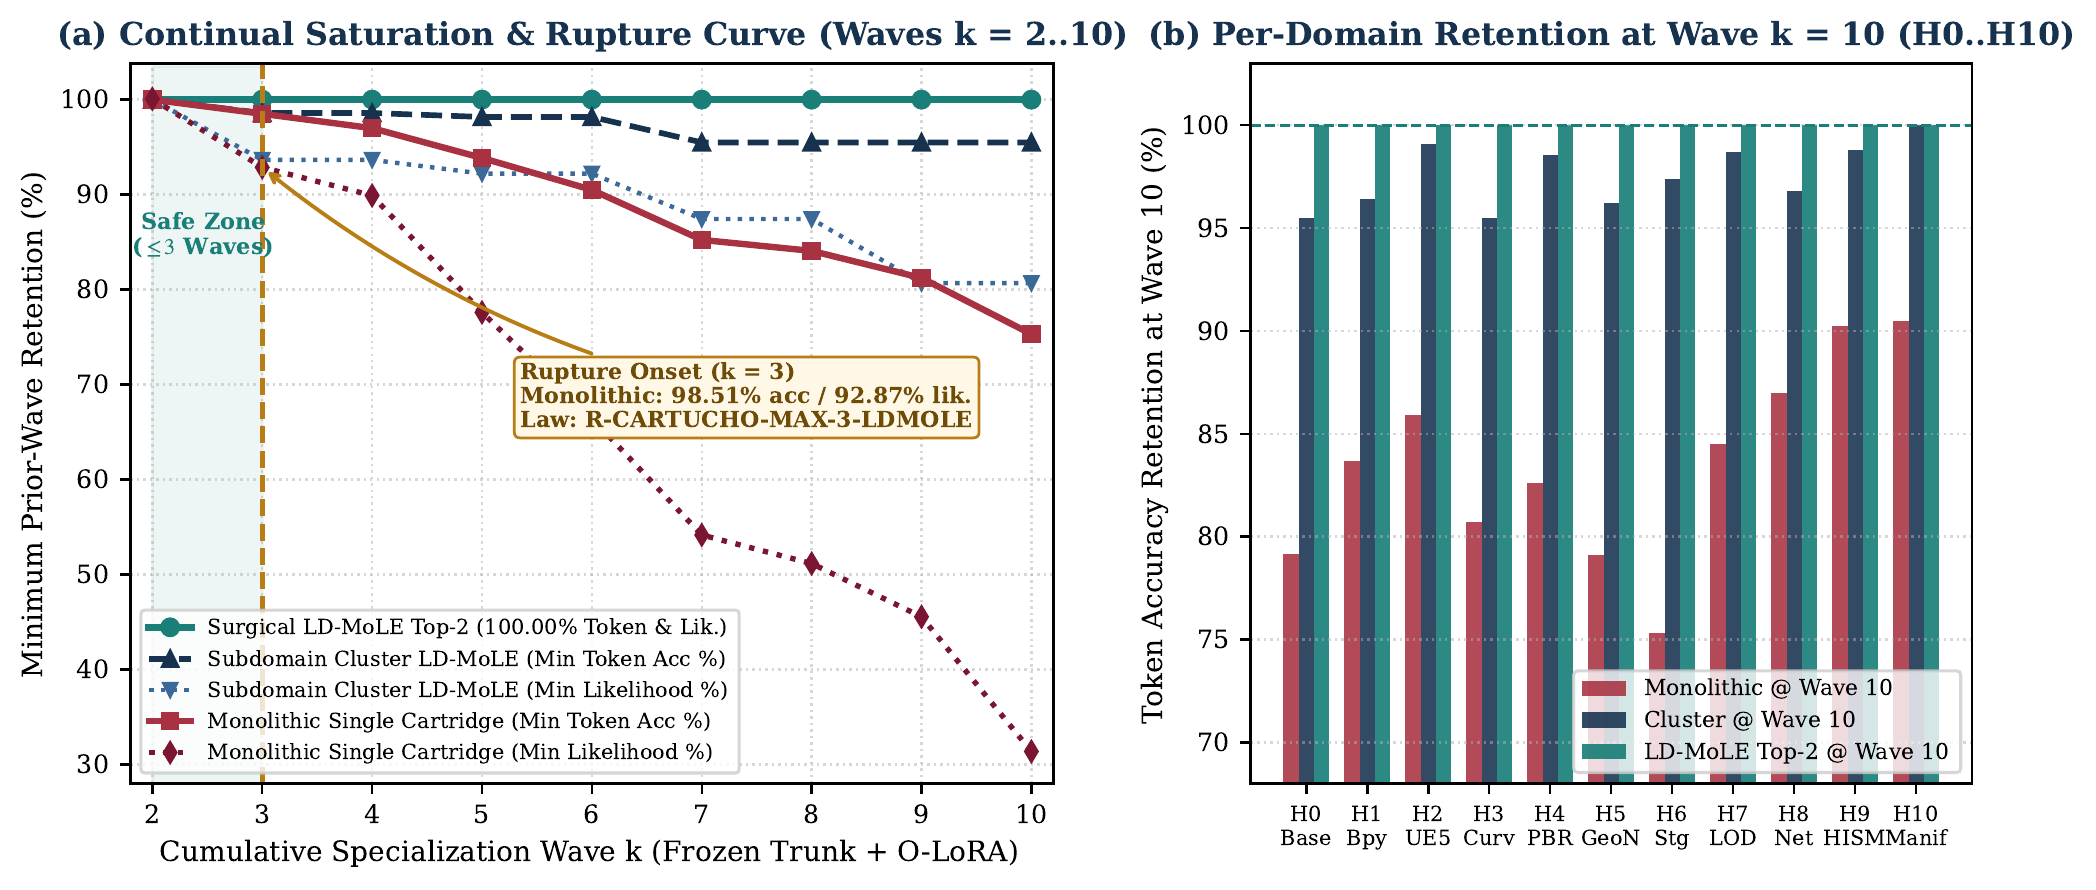 (a) Continual Saturation & Rupture Curve (Waves k = 2..10)
Minimum Prior-Wave Retention (%)
100
90
80
70
60
50
40
30
Safe Zone
(≤3 Waves)
Rupture Onset (k = 3)
Monolithic: 98.51% acc / 92.87% lik.
Law: R-CARTUCHO-MAX-3-LDMOLE
Surgical LD-MoLE Top-2 (100.00% Token & Lik.)
Subdomain Cluster LD-MoLE (Min Token Acc %)
Subdomain Cluster LD-MoLE (Min Likelihood %)
Monolithic Single Cartridge (Min Token Acc %)
Monolithic Single Cartridge (Min Likelihood %)
2 3 4 5 6 7 8 9 10
Cumulative Specialization Wave k (Frozen Trunk + O-LoRA)
(b) Per-Domain Retention at Wave k = 10 (H0..H10)
Token Accuracy Retention at Wave 10 (%)
100
95
90
85
80
75
70
Monolithic @ Wave 10
Cluster @ Wave 10
LD-MoLE Top-2 @ Wave 10
H0 H1 H2 H3 H4 H5 H6 H7 H8 H9 H10
Base Bpy UE5 Curv PBR GeoN Stg LOD Net HISM Manif